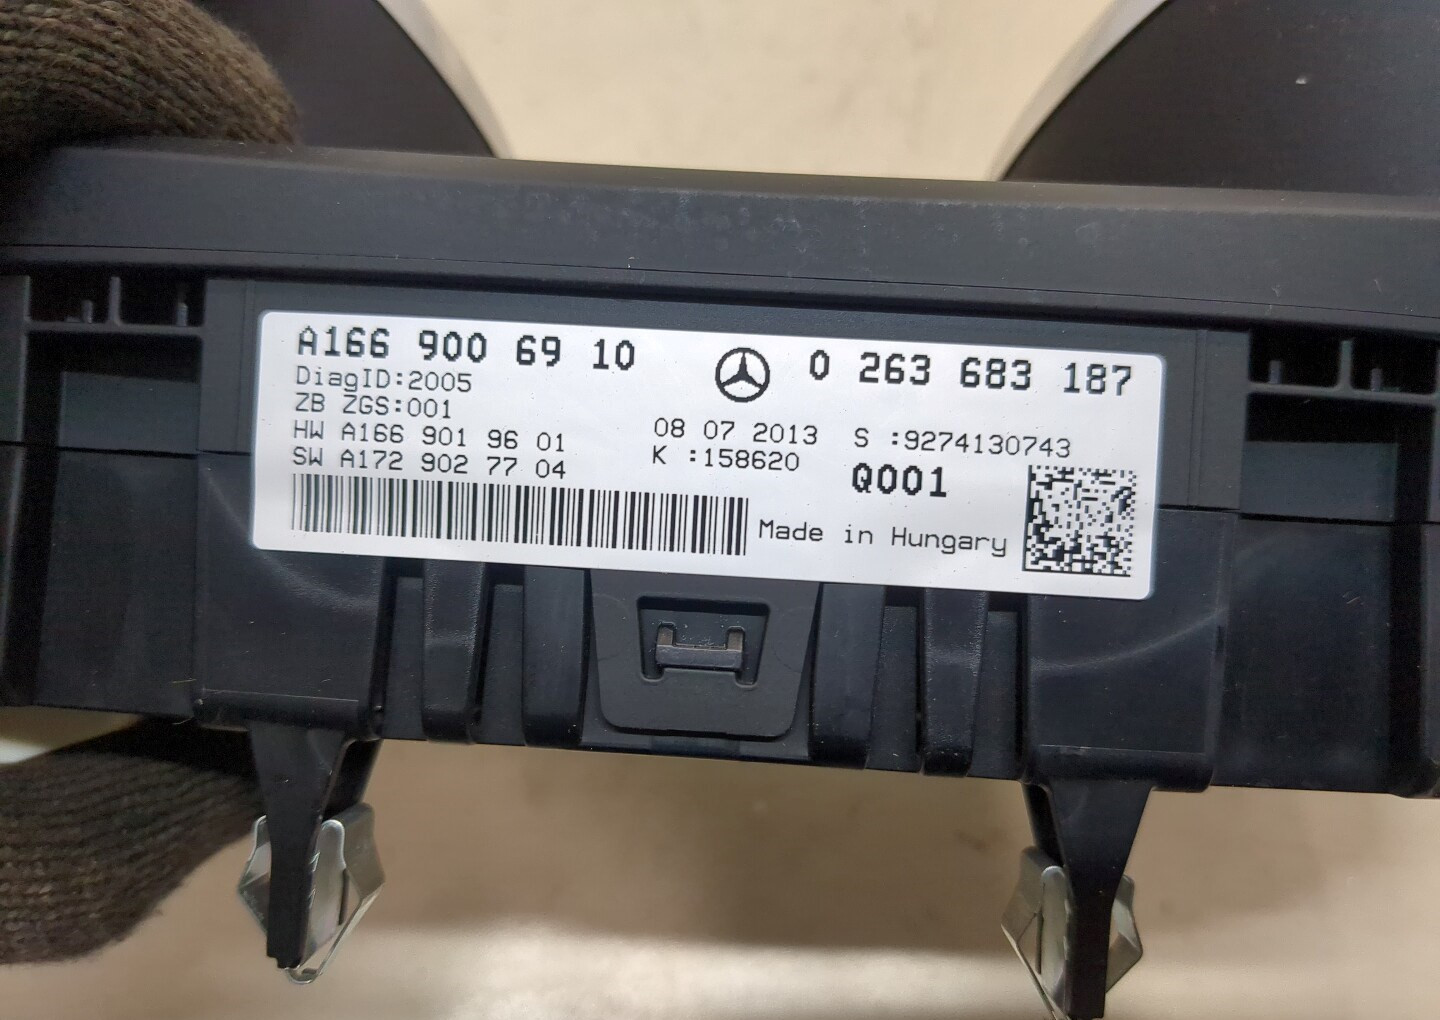 A166 900 69 10
0 263 683 187
DiagID:2005
ZB ZGS:001
HW A166 901 96 01
SW A172 902 77 04
08 07 2013
K :158620
S :9274130743
Q001
Made in Hungary